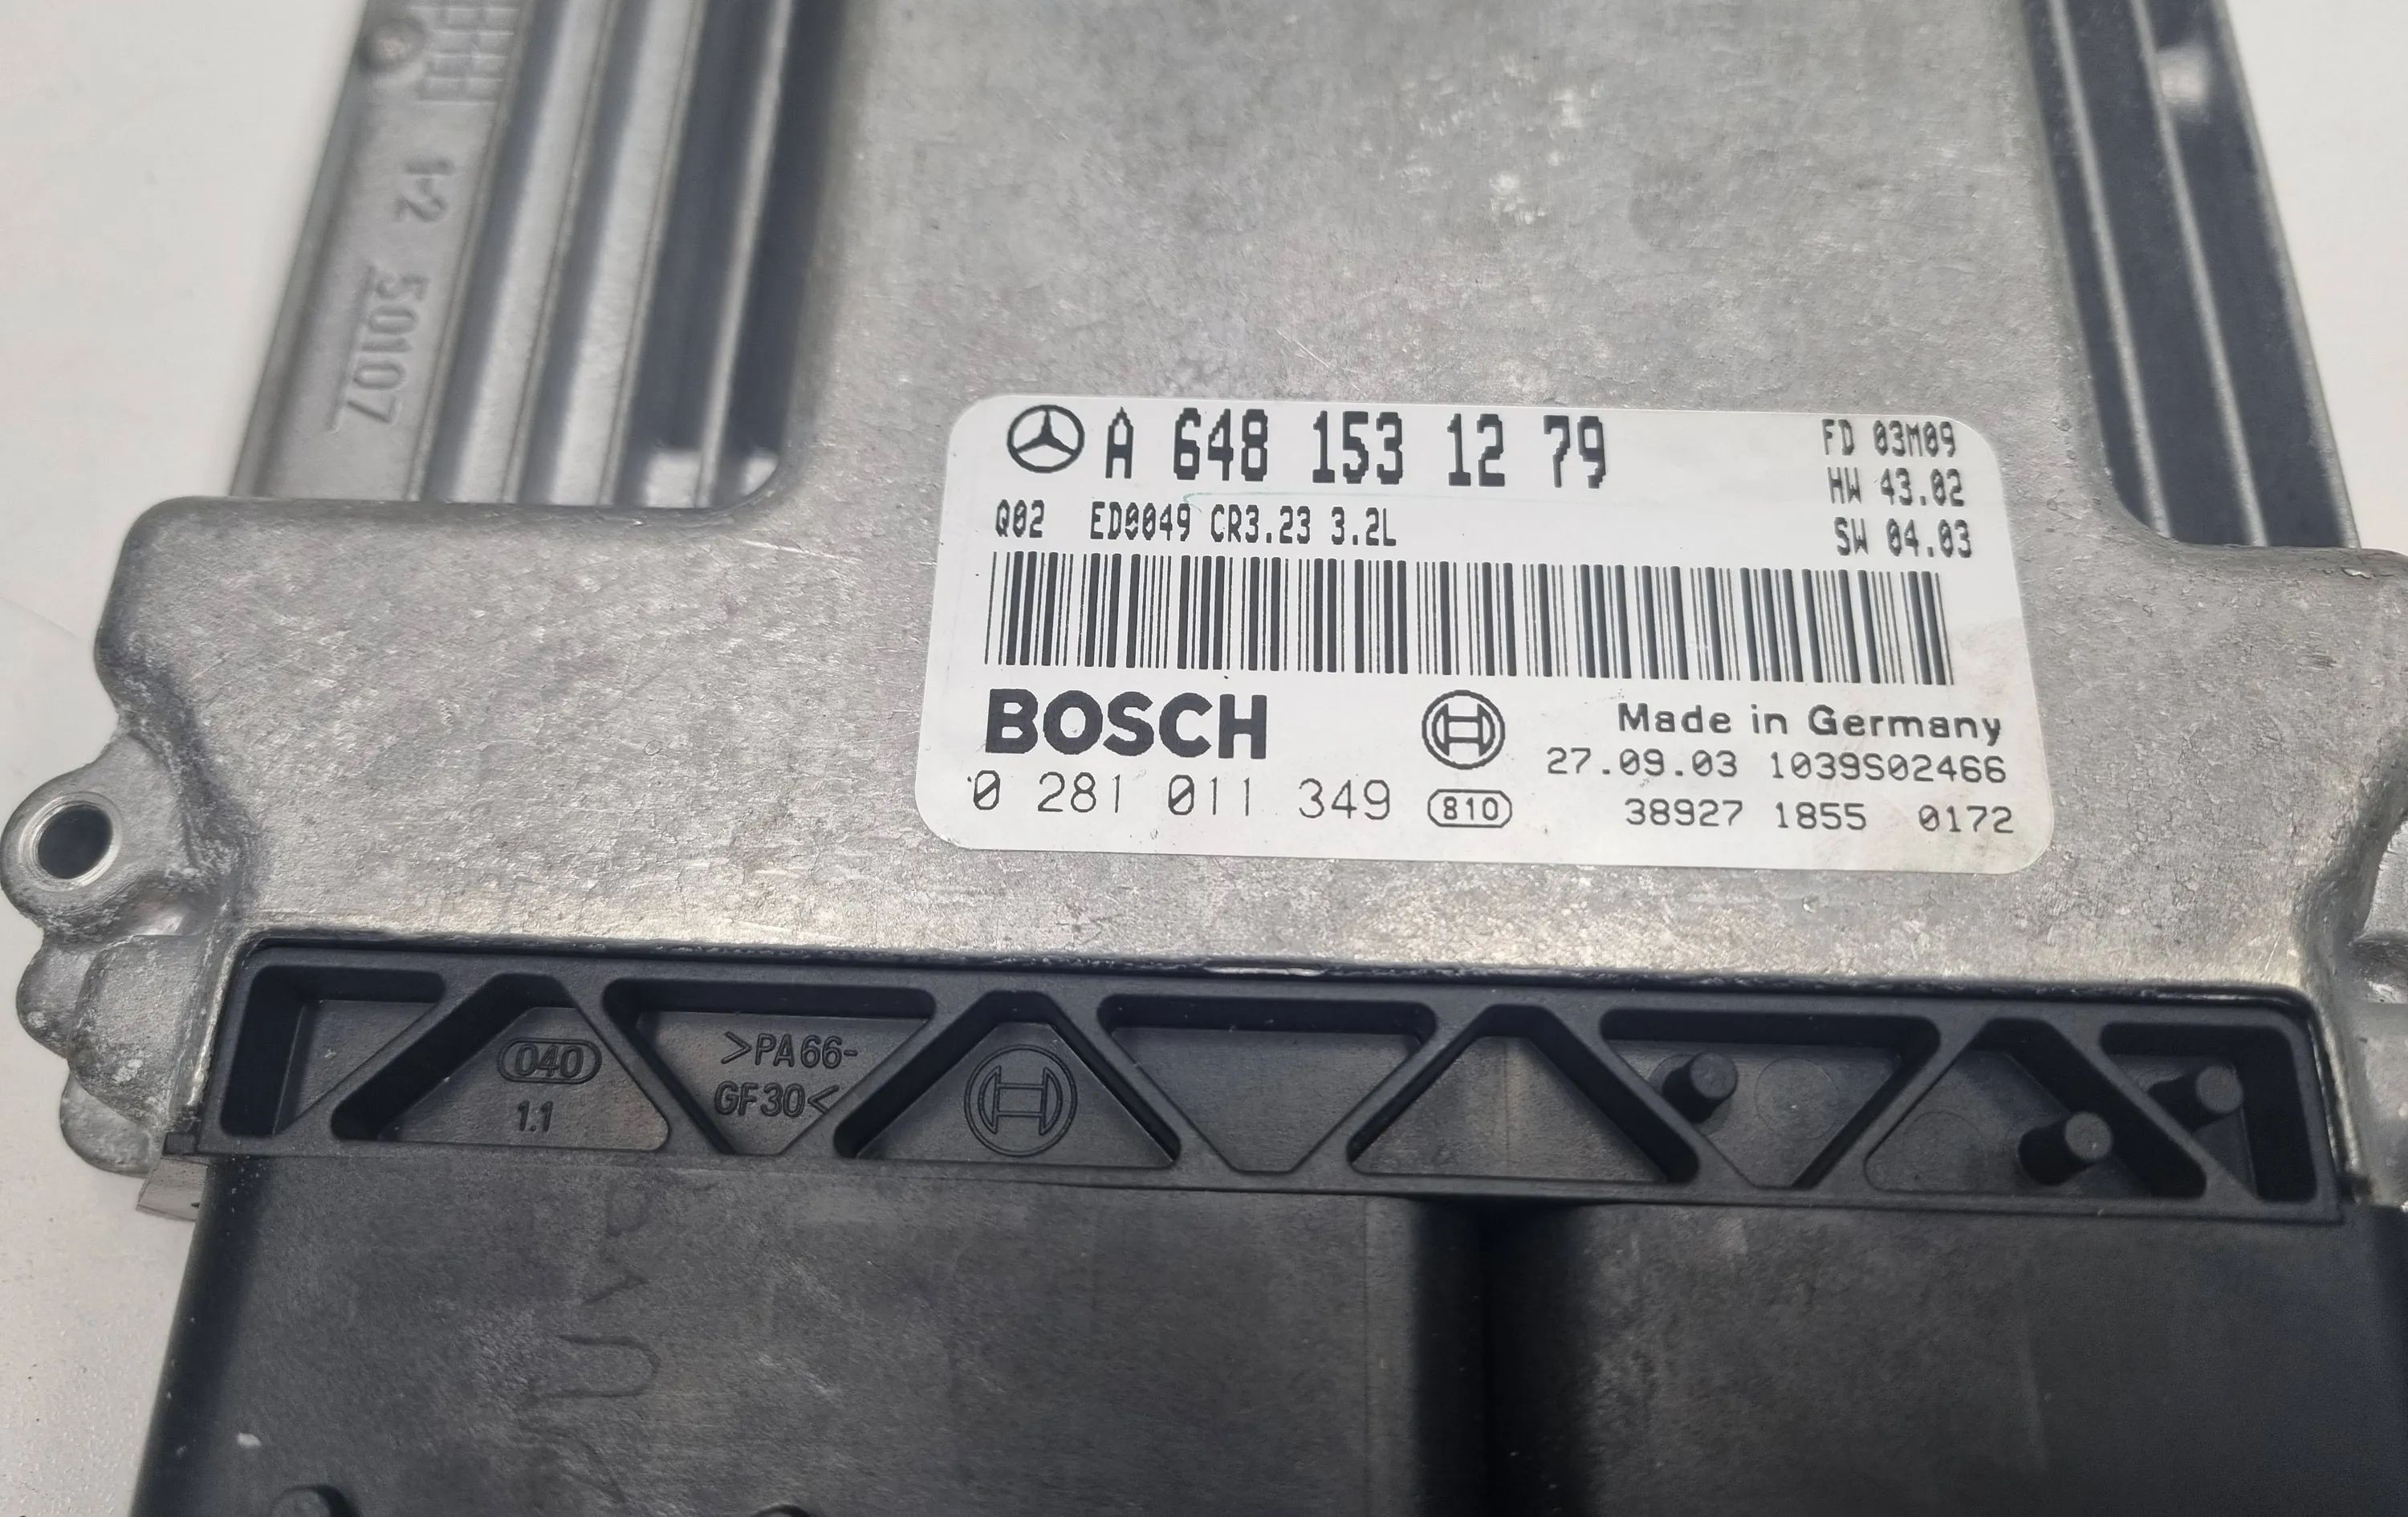 1-2 50107
A 648 153 12 79
FD 03M09
HW 43.02
SW 04.03
Q02 ED0049 CR3.23 3.2L
BOSCH
Made in Germany
27.09.03 1039S02466
0 281 011 349 810
38927 1855 0172
040
1.1
>PA66-
GF30<